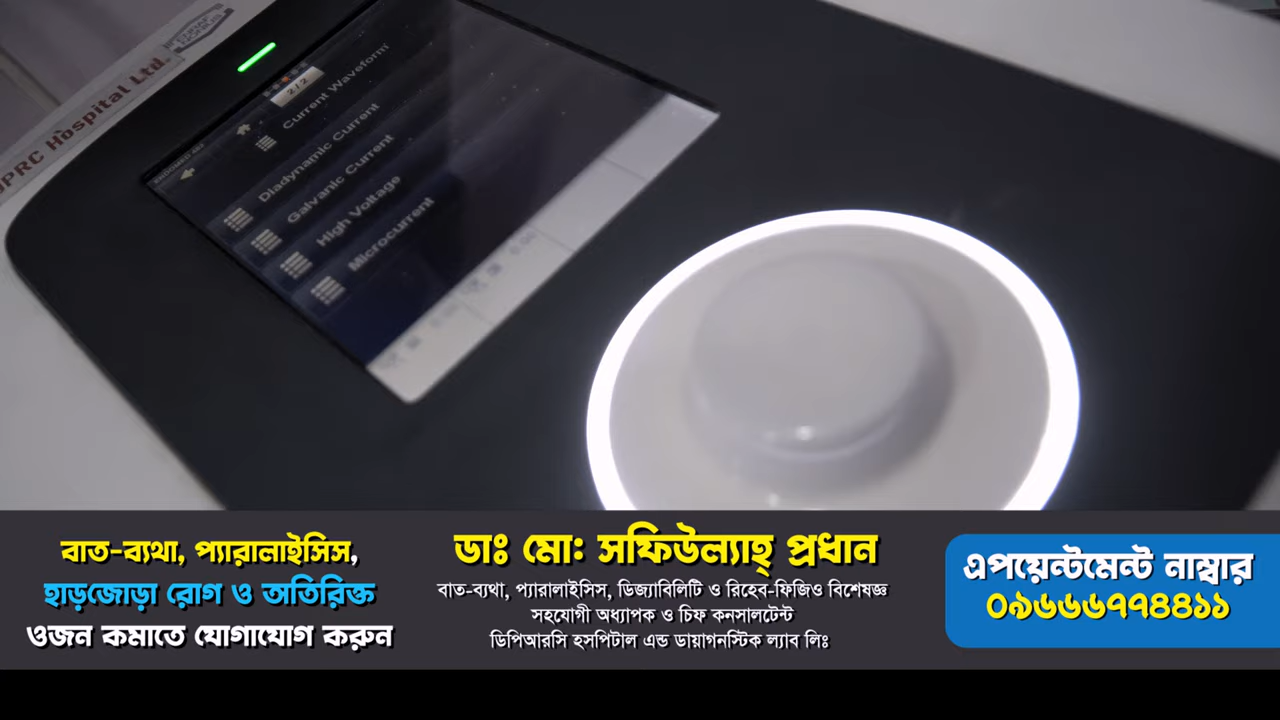 DPRC Hospital Ltd.
2/2
Current Waveform
Diadynamic Current
Galvanic Current
High Voltage
Microcurrent
বাত-ব্যথা, প্যারালাইসিস,
হাড়জোড়া রোগ ও অতিরিক্ত
ওজন কমাতে যোগাযোগ করুন
ডাঃ মো: সফিউল্যাহ্ প্রধান
বাত-ব্যথা, প্যারালাইসিস, ডিজ্যাবিলিটি ও রিহেব-ফিজিও বিশেষজ্ঞ
সহযোগী অধ্যাপক ও চিফ কনসালটেন্ট
ডিপিআরসি হসপিটাল এন্ড ডায়াগনস্টিক ল্যাব লিঃ
এপয়েন্টমেন্ট নাম্বার
০৯৬৬৬৭৭৪৪১১